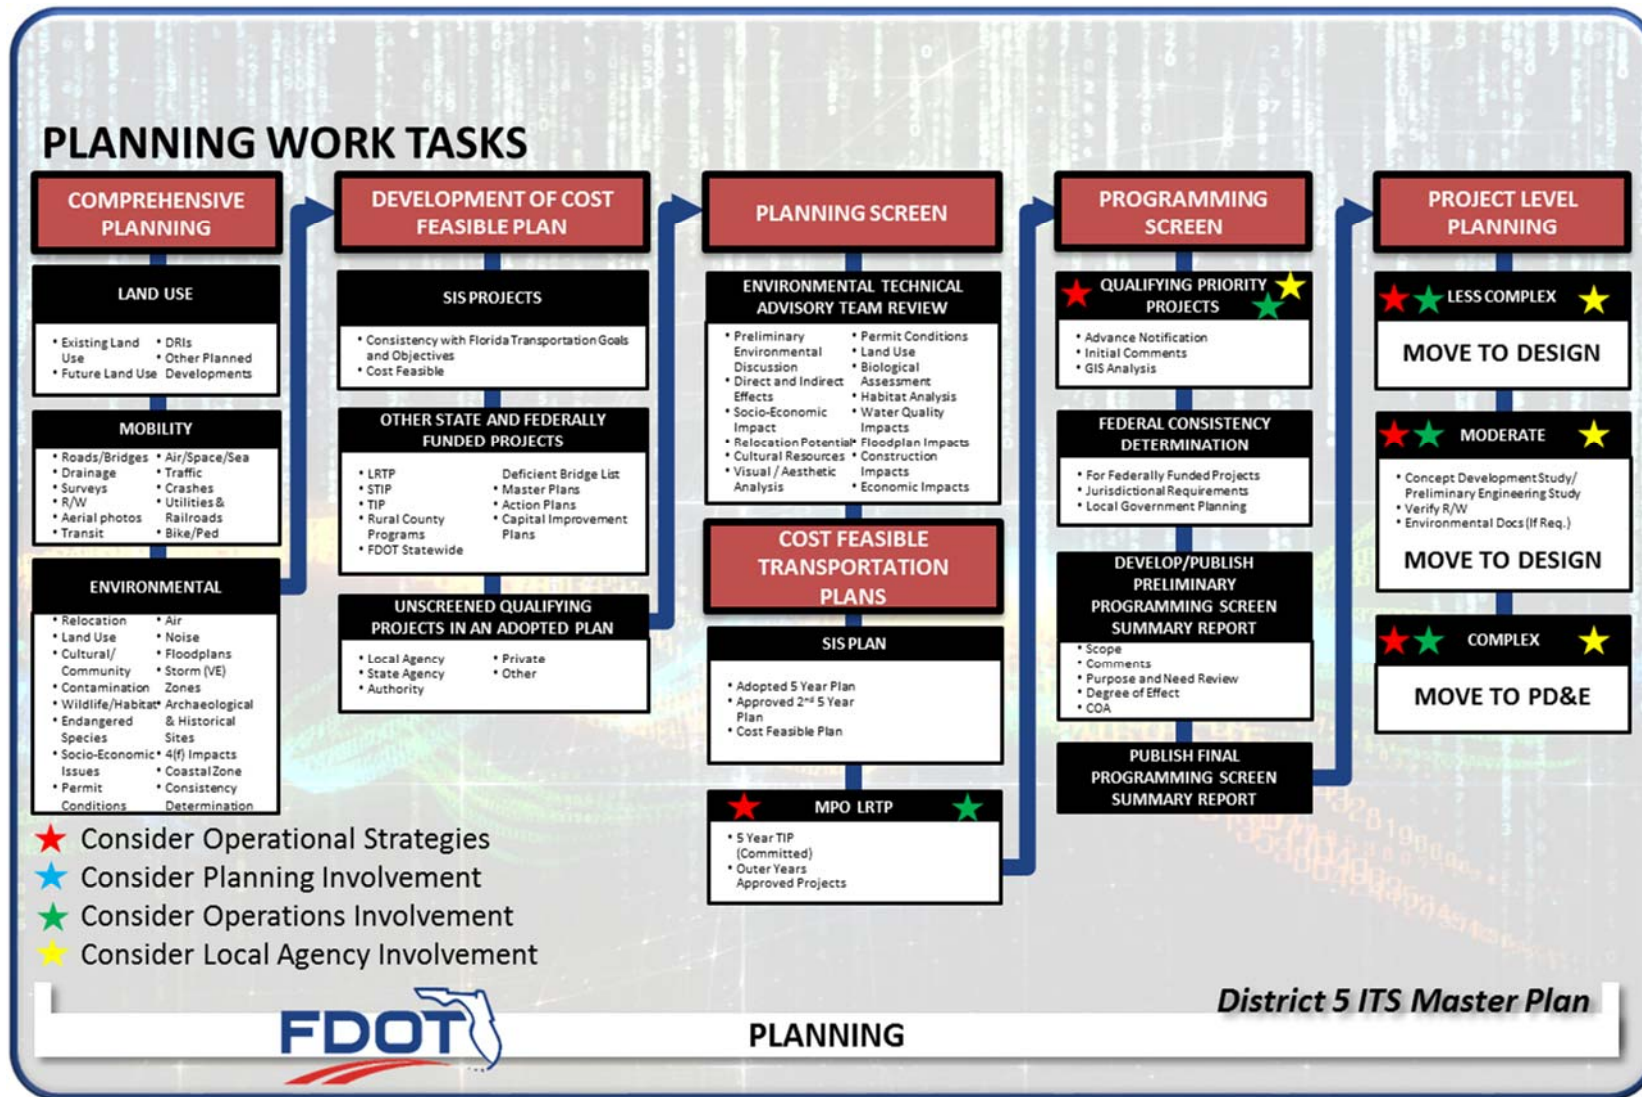 PLANNING WORK TASKS
COMPREHENSIVE
PLANNING
LAND USE
• Existing Land
Use
• Future Land Use
• DRIs
• Other Planned
Developments
MOBILITY
• Roads/Bridges
• Drainage
• Surveys
• R/W
• Aerial photos
• Transit
• Air/Space/Sea
• Traffic
• Crashes
• Utilities &
Railroads
• Bike/Ped
ENVIRONMENTAL
• Relocation
• Land Use
• Cultural/
Community
• Contamination
• Wildlife/Habitat
• Endangered
Species
• Socio-Economic
Issues
• Permit
Conditions
• Air
• Noise
• Floodplains
• Storm (VE)
Zones
• Archaeological
& Historical
Sites
• 4(f) Impacts
• Coastal Zone
• Consistency
Determination
DEVELOPMENT OF COST
FEASIBLE PLAN
SIS PROJECTS
• Consistency with Florida Transportation Goals
and Objectives
• Cost Feasible
OTHER STATE AND FEDERALLY
FUNDED PROJECTS
• LRTP
• STIP
• TIP
• Rural County
Programs
• FDOT Statewide
Deficient Bridge List
• Master Plans
• Action Plans
• Capital Improvement
Plans
UNSCREENED QUALIFYING
PROJECTS IN AN ADOPTED PLAN
• Local Agency
• State Agency
• Authority
• Private
• Other
PLANNING SCREEN
ENVIRONMENTAL TECHNICAL
ADVISORY TEAM REVIEW
• Preliminary
Environmental
Discussion
• Direct and Indirect
Effects
• Socio-Economic
Impact
• Relocation Potential
• Cultural Resources
• Visual / Aesthetic
Analysis
• Permit Conditions
• Land Use
• Biological
Assessment
• Habitat Analysis
• Water Quality
Impacts
• Floodplan Impacts
• Construction
Impacts
• Economic Impacts
COST FEASIBLE
TRANSPORTATION
PLANS
SIS PLAN
• Adopted 5 Year Plan
• Approved 2nd 5 Year
Plan
• Cost Feasible Plan
MPO LRTP
• 5 Year TIP
(Committed)
• Outer Years
Approved Projects
PROGRAMMING
SCREEN
QUALIFYING PRIORITY
PROJECTS
• Advance Notification
• Initial Comments
• GIS Analysis
FEDERAL CONSISTENCY
DETERMINATION
• For Federally Funded Projects
• Jurisdictional Requirements
• Local Government Planning
DEVELOP/PUBLISH
PRELIMINARY
PROGRAMMING SCREEN
SUMMARY REPORT
• Scope
• Comments
• Purpose and Need Review
• Degree of Effect
• COA
PUBLISH FINAL
PROGRAMMING SCREEN
SUMMARY REPORT
PROJECT LEVEL
PLANNING
LESS COMPLEX
MOVE TO DESIGN
MODERATE
• Concept Development Study/
Preliminary Engineering Study
• Verify R/W
• Environmental Docs (If Req.)
MOVE TO DESIGN
COMPLEX
MOVE TO PD&E
Consider Operational Strategies
Consider Planning Involvement
Consider Operations Involvement
Consider Local Agency Involvement
District 5 ITS Master Plan
FDOT
PLANNING